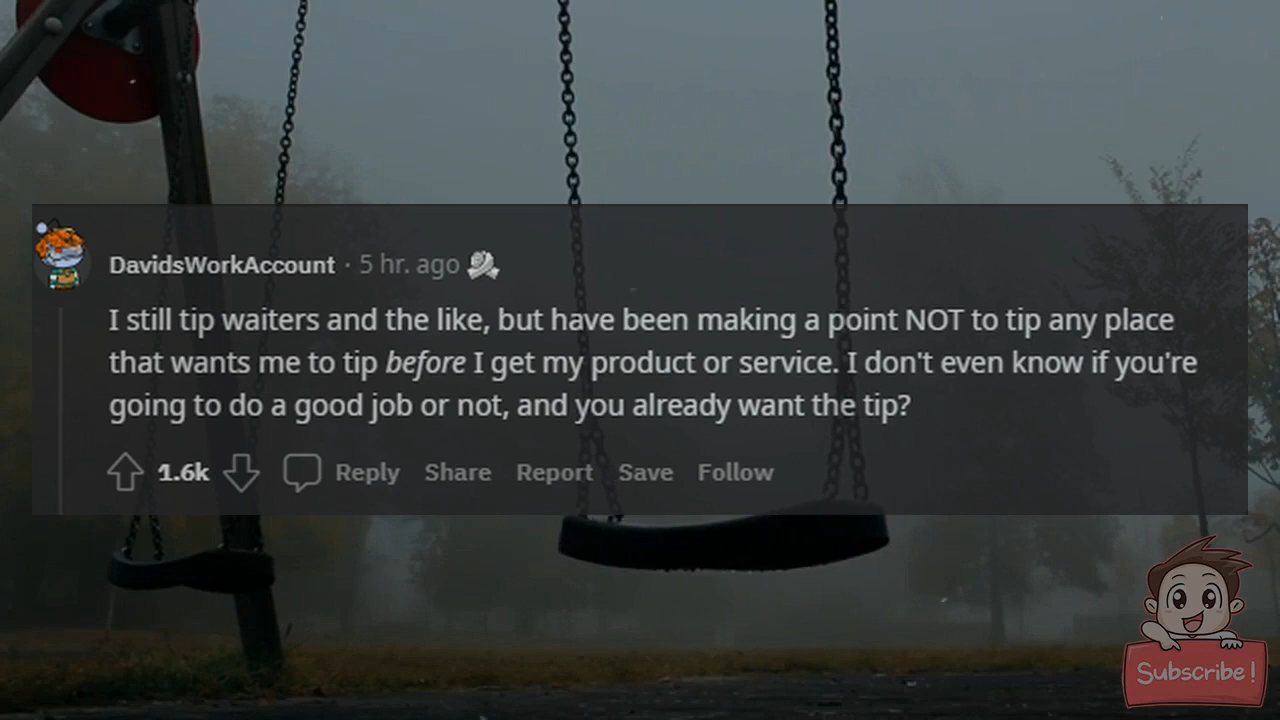 DavidsWorkAccount · 5 hr. ago
I still tip waiters and the like, but have been making a point NOT to tip any place
that wants me to tip before I get my product or service. I don't even know if you're
going to do a good job or not, and you already want the tip?
1.6k Reply Share Report Save Follow
Subscribe!